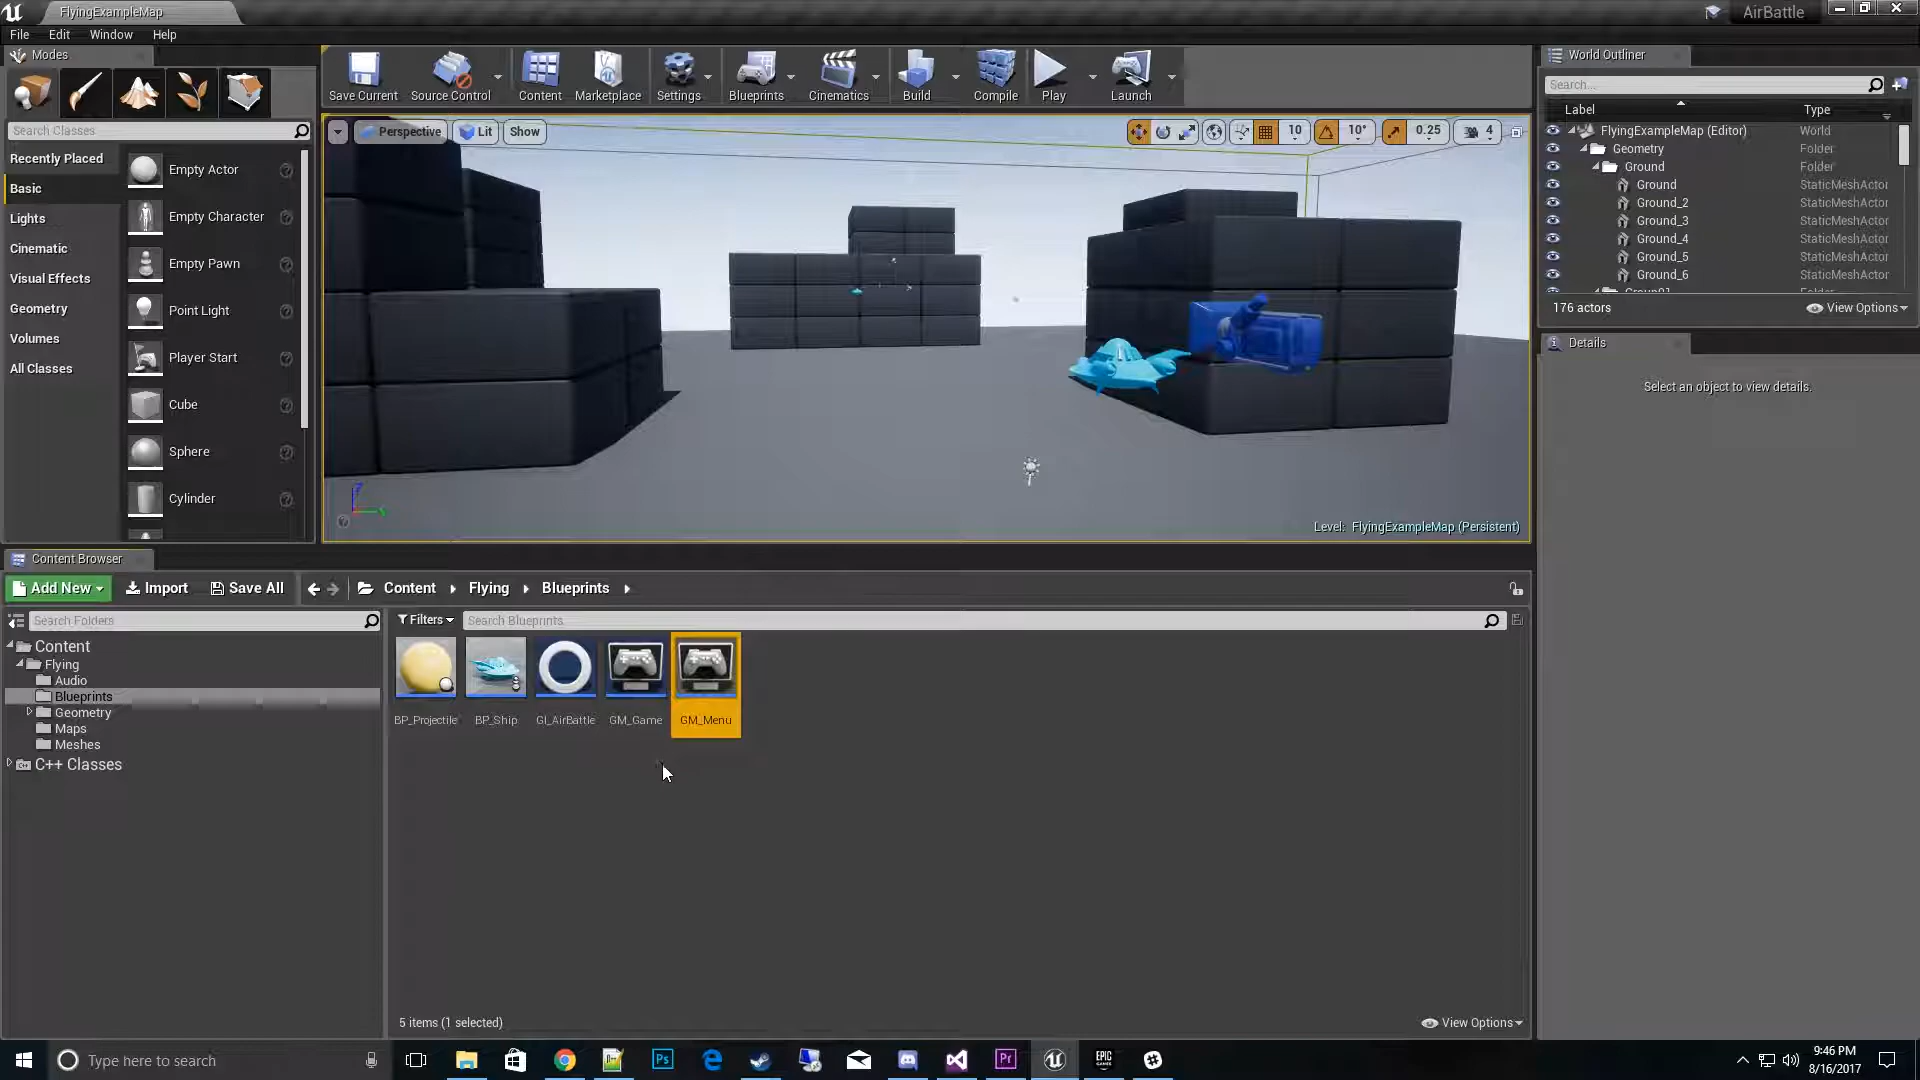 FlyingExampleMap
AirBattle
File Edit Window Help
Modes
Save Current Source Control Content Marketplace Settings Blueprints Cinematics Build Compile Play Launch
World Outliner
Search Classes
Search...
Label Type
Recently Placed
Basic
Lights
Cinematic
Visual Effects
Geometry
Volumes
All Classes
Empty Actor
Empty Character
Empty Pawn
Point Light
Player Start
Cube
Sphere
Cylinder
Perspective Lit Show
10 10° 0.25 4
Level: FlyingExampleMap (Persistent)
FlyingExampleMap (Editor) World
Geometry Folder
Ground Folder
Ground StaticMeshActor
Ground_2 StaticMeshActor
Ground_3 StaticMeshActor
Ground_4 StaticMeshActor
Ground_5 StaticMeshActor
Ground_6 StaticMeshActor
176 actors View Options
Details
Select an object to view details.
Content Browser
Add New Import Save All Content Flying Blueprints
Search Folders
Filters Search Blueprints
Content
Flying
Audio
Blueprints
Geometry
Maps
Meshes
C++ Classes
BP_Projectile BP_Ship GI_AirBattle GM_Game GM_Menu
5 items (1 selected) View Options
Type here to search
Ps
Pr
EPIC GAMES
9:46 PM
8/16/2017